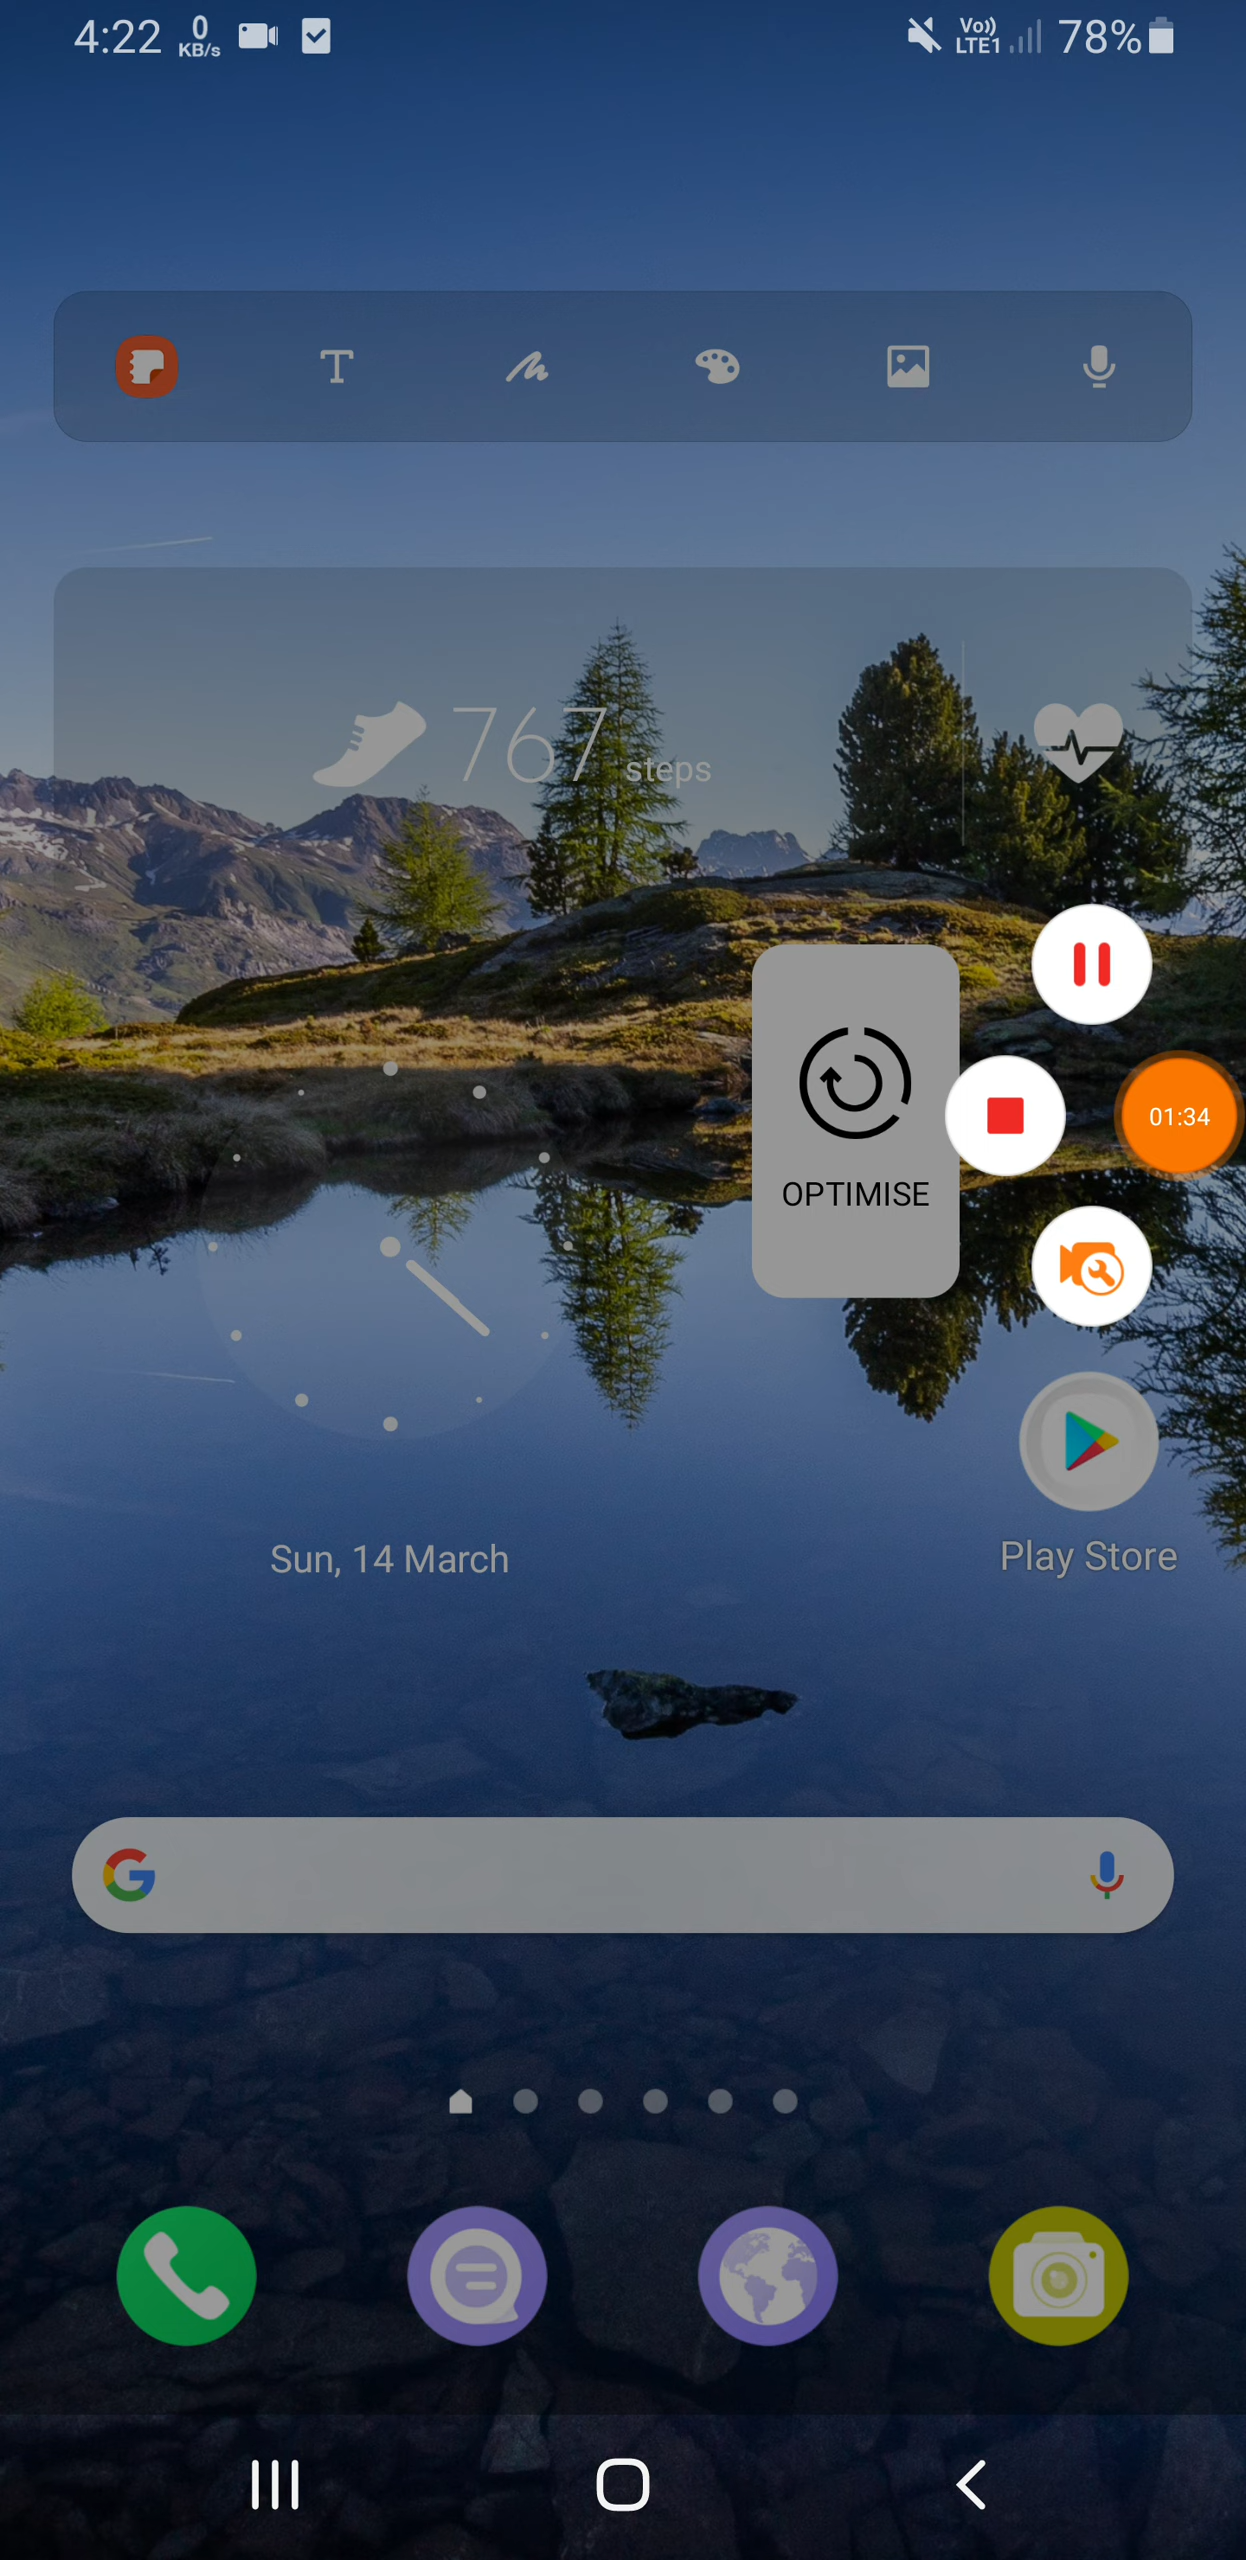 4:22 0 KB/s Vo)) LTE1 78%
T
767 steps
OPTIMISE
01:34
Sun, 14 March
Play Store
G